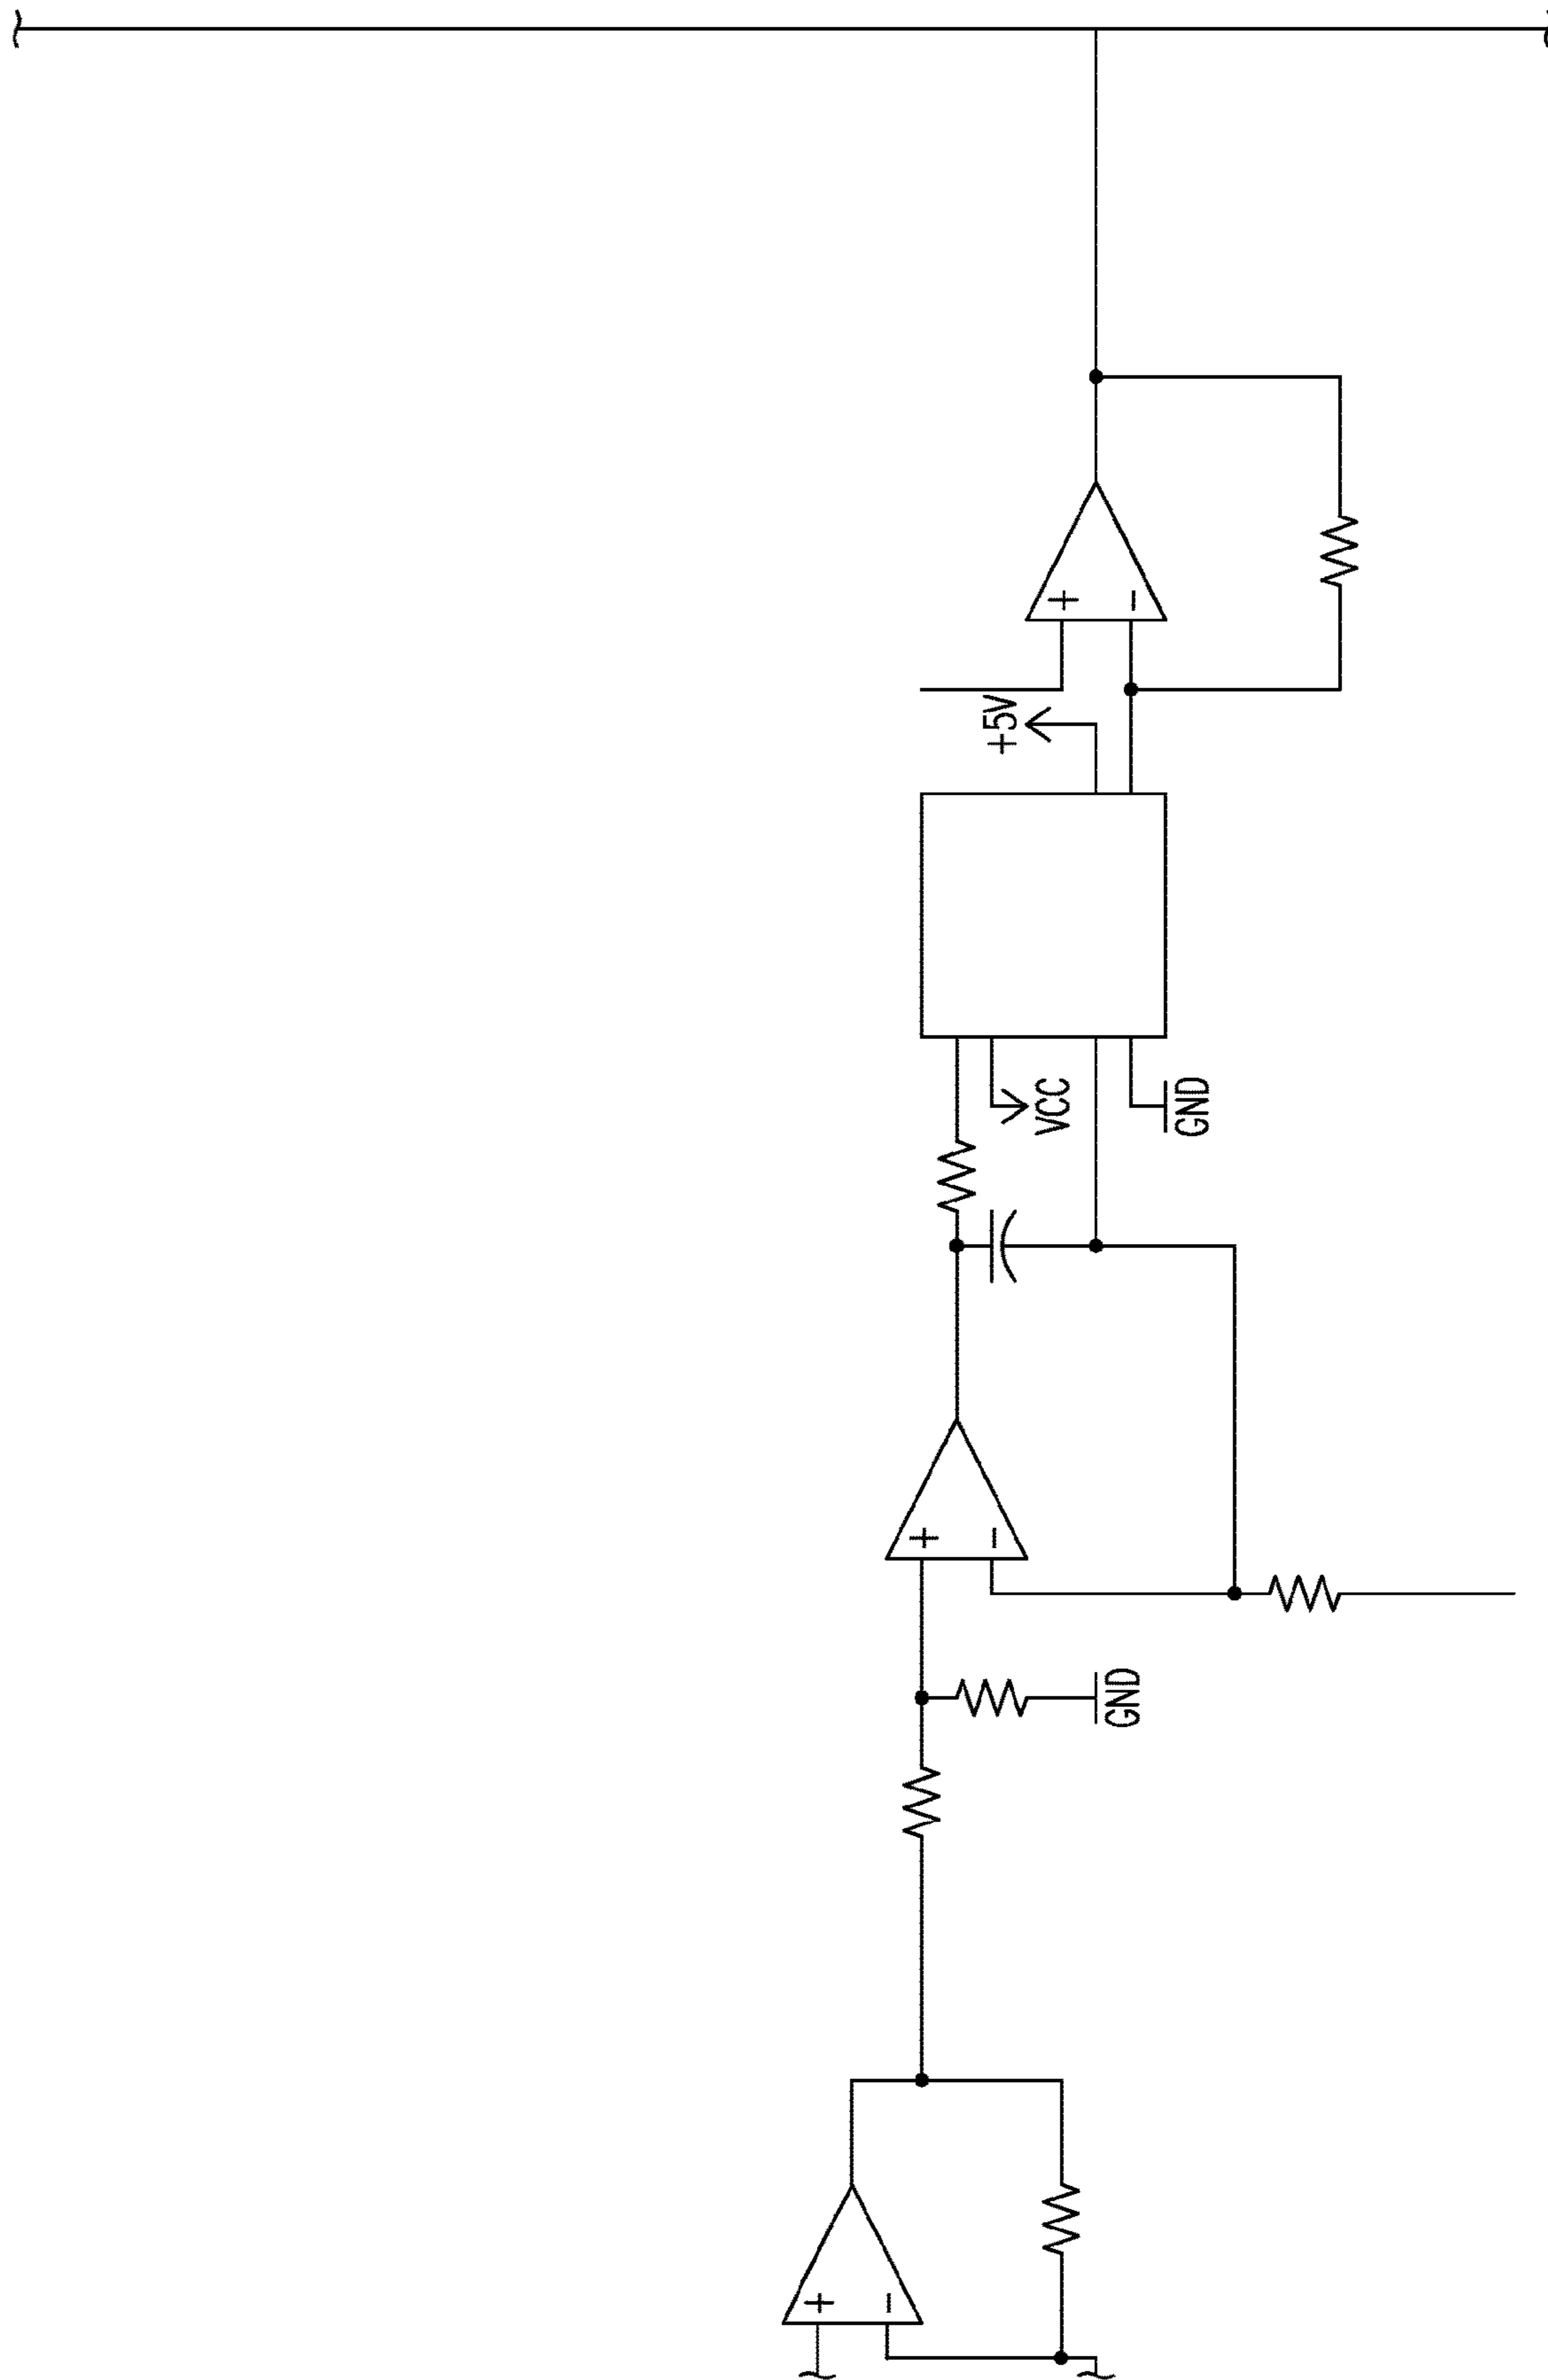 +5V
+
-
VCC
GND
+
-
GND
+
-